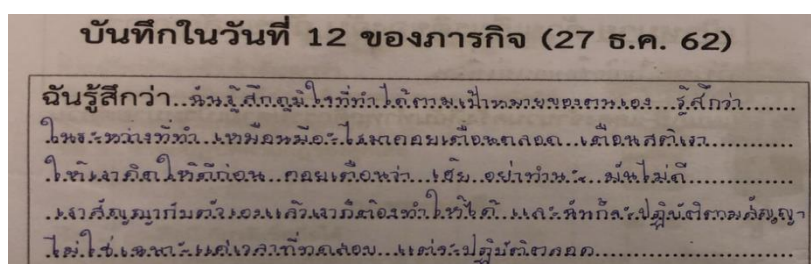 บันทึกในวันที่ 12 ของภารกิจ (27 ธ.ค. 62)
ฉันรู้สึกว่า..ฉันรู้สึกภูมิใจที่ทำได้ตามเป้าหมายของตนเอง...รู้สึกว่า.......
ในระหว่างที่ทำ...เหมือนมีอะไรมาคอยเตือนตลอด...เตือนสติเรา............
ให้เราคิดให้ดีก่อน...คอยเตือนว่า...เฮ้ย..อย่าทำนะ...มันไม่ดี............
..เราสัญญากับตัวเองแล้วเราก็ต้องทำให้ได้...และฉันก็จะปฏิบัติตามสัญญา
ไม่ใช่เฉพาะแค่เวลาที่ทดสอบ...แต่จะปฏิบัติตลอด............